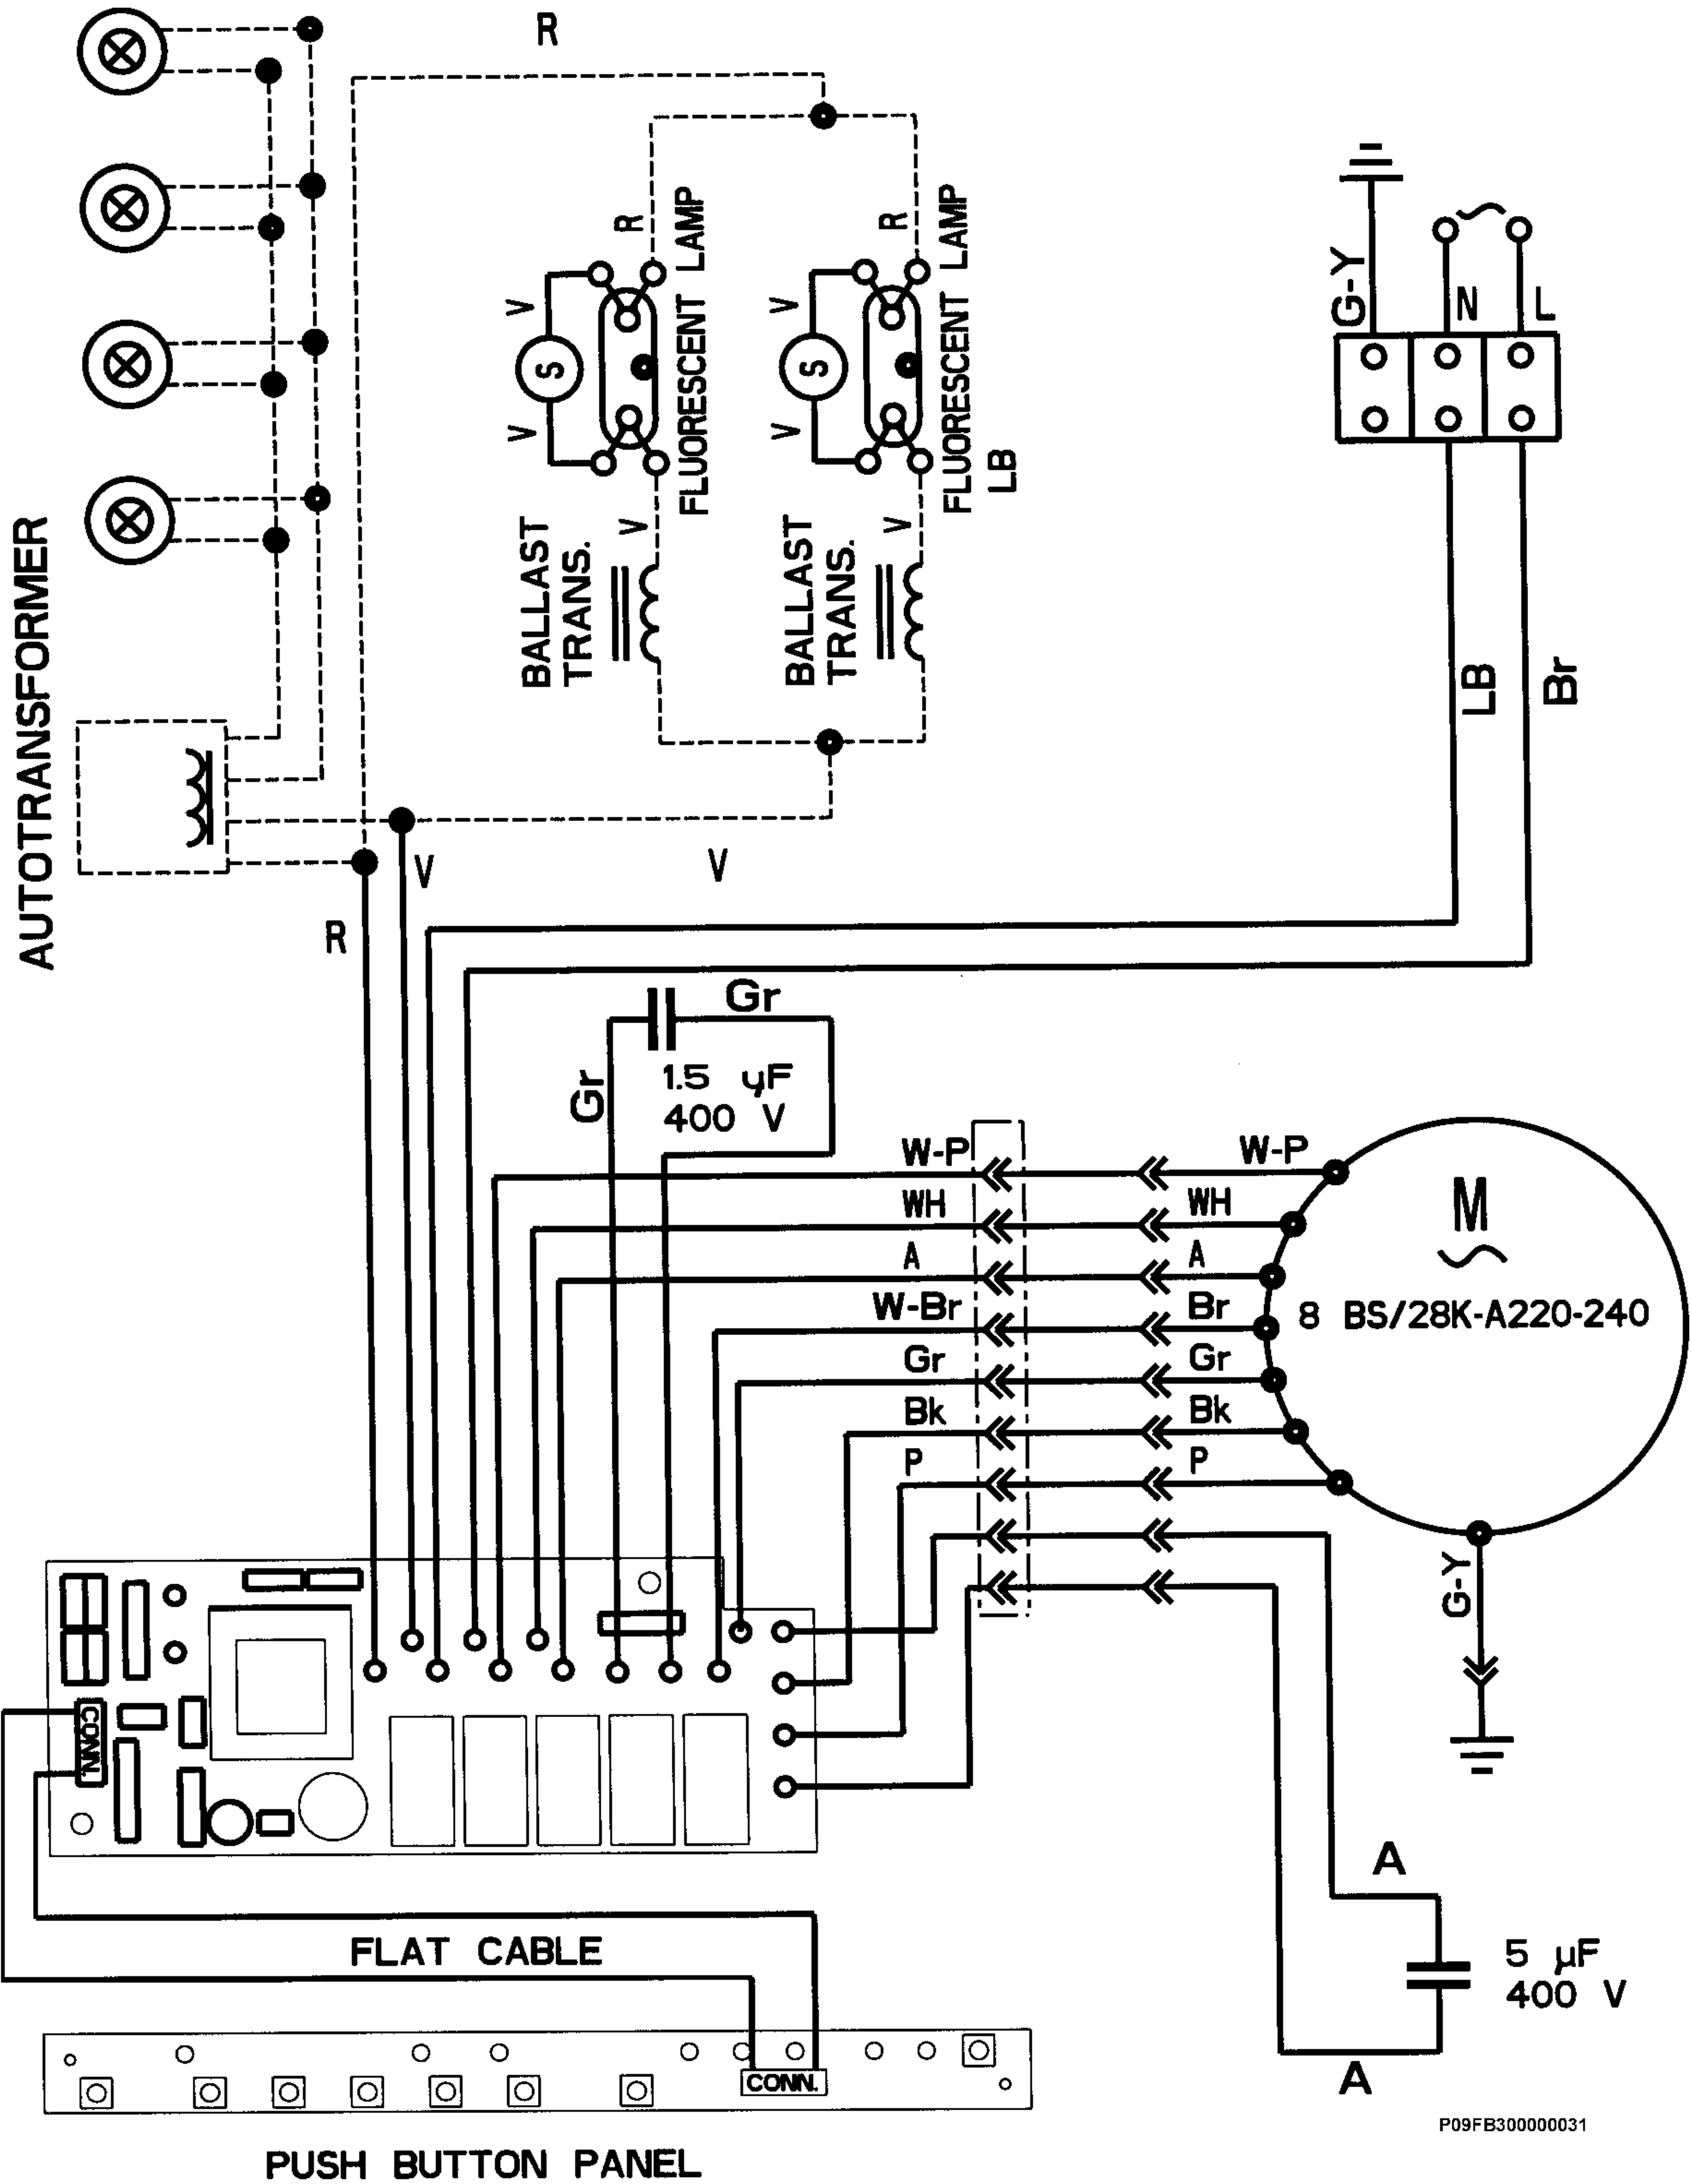 R
R
LAMP
R
LAMP
G-Y
N
L
V
V
S
S
V
V
FLUORESCENT
FLUORESCENT
LB
AUTOTRANSFORMER
BALLAST
TRANS.
V
BALLAST
TRANS.
V
LB
Br
V
V
R
Gr
Gr
1.5 yF
400 V
W-P
W-P
WH
WH
M
A
A
W-Br
Br
8 BS/28K-A220-240
Gr
Gr
Bk
Bk
P
P
G-Y
CONN.
A
FLAT CABLE
5 µF
400 V
CONN.
A
P09FB300000031
PUSH BUTTON PANEL